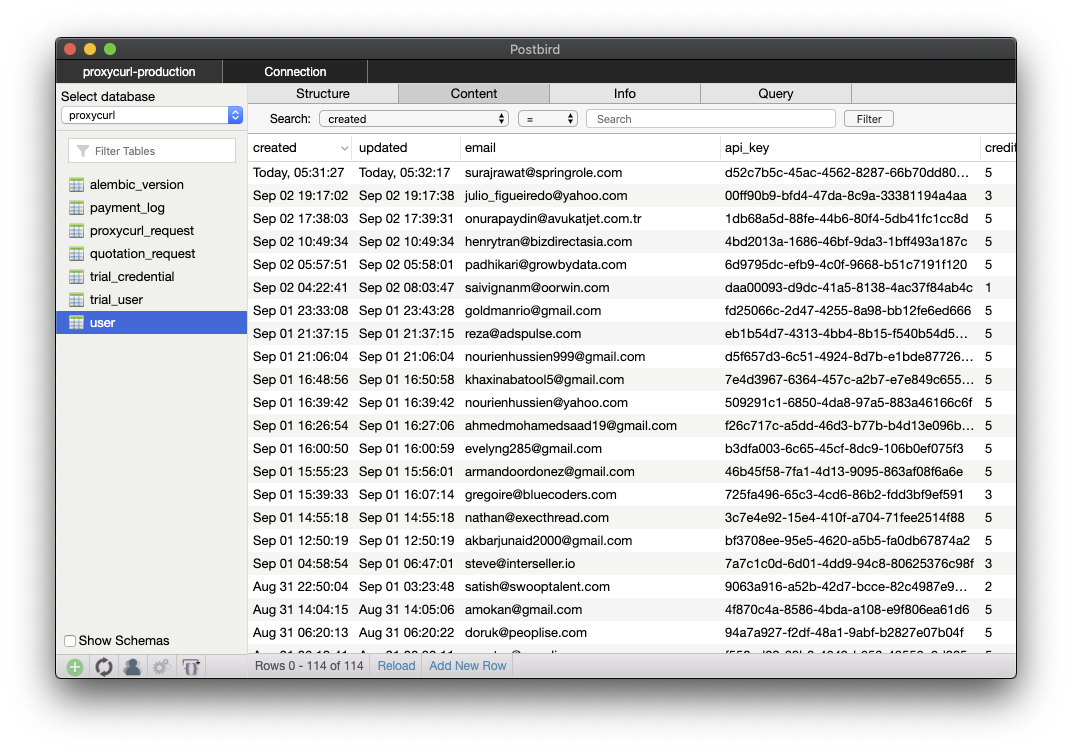 Postbird
proxycurl-production Connection
Select database
proxycurl
Filter Tables
alembic_version
payment_log
proxycurl_request
quotation_request
trial_credential
trial_user
user
Show Schemas
Structure Content Info Query
Search: created = Search Filter
created updated email api_key credit
Today, 05:31:27 Today, 05:32:17 surajrawat@springrole.com d52c7b5c-45ac-4562-8287-66b70dd80... 5
Sep 02 19:17:02 Sep 02 19:17:38 julio_figueiredo@yahoo.com 00ff90b9-bfd4-47da-8c9a-33381194a4aa 3
Sep 02 17:38:03 Sep 02 17:39:31 onurapaydin@avukatjet.com.tr 1db68a5d-88fe-44b6-80f4-5db41fc1cc8d 5
Sep 02 10:49:34 Sep 02 10:49:34 henrytran@bizdirectasia.com 4bd2013a-1686-46bf-9da3-1bff493a187c 5
Sep 02 05:57:51 Sep 02 05:58:01 padhikari@growbydata.com 6d9795dc-efb9-4c0f-9668-b51c7191f120 5
Sep 02 04:22:41 Sep 02 08:03:47 saivignanm@oorwin.com daa00093-d9dc-41a5-8138-4ac37f84ab4c 1
Sep 01 23:33:08 Sep 01 23:43:28 goldmanrio@gmail.com fd25066c-2d47-4255-8a98-bb12fe6ed666 5
Sep 01 21:37:15 Sep 01 21:37:15 reza@adspulse.com eb1b54d7-4313-4bb4-8b15-f540b54d5... 5
Sep 01 21:06:04 Sep 01 21:06:04 nourienhussien999@gmail.com d5f657d3-6c51-4924-8d7b-e1bde87726... 5
Sep 01 16:48:56 Sep 01 16:50:58 khaxinabatool5@gmail.com 7e4d3967-6364-457c-a2b7-e7e849c655... 5
Sep 01 16:39:42 Sep 01 16:39:42 nourienhussien@yahoo.com 509291c1-6850-4da8-97a5-883a46166c6f 5
Sep 01 16:26:54 Sep 01 16:27:06 ahmedmohamedsaad19@gmail.com f26c717c-a5dd-46d3-b77b-b4d13e096b... 5
Sep 01 16:00:50 Sep 01 16:00:59 evelyng285@gmail.com b3dfa003-6c65-45cf-8dc9-106b0ef075f3 5
Sep 01 15:55:23 Sep 01 15:56:01 armandoordonez@gmail.com 46b45f58-7fa1-4d13-9095-863af08f6a6e 5
Sep 01 15:39:33 Sep 01 16:07:14 gregoire@bluecoders.com 725fa496-65c3-4cd6-86b2-fdd3bf9ef591 3
Sep 01 14:55:18 Sep 01 14:55:18 nathan@execthread.com 3c7e4e92-15e4-410f-a704-71fee2514f88 5
Sep 01 12:50:19 Sep 01 12:50:19 akbarjunaid2000@gmail.com bf3708ee-95e5-4620-a5b5-fa0db67874a2 5
Sep 01 04:58:54 Sep 01 06:47:01 steve@interseller.io 7a7c1c0d-6d01-4dd9-94c8-80625376c98f 3
Aug 31 22:50:04 Sep 01 03:23:48 satish@swooptalent.com 9063a916-a52b-42d7-bcce-82c4987e9... 2
Aug 31 14:04:15 Aug 31 14:05:06 amokan@gmail.com 4f870c4a-8586-4bda-a108-e9f806ea61d6 5
Aug 31 06:20:13 Aug 31 06:20:22 doruk@peoplise.com 94a7a927-f2df-48a1-9abf-b2827e07b04f 5
Rows 0 - 114 of 114 Reload Add New Row